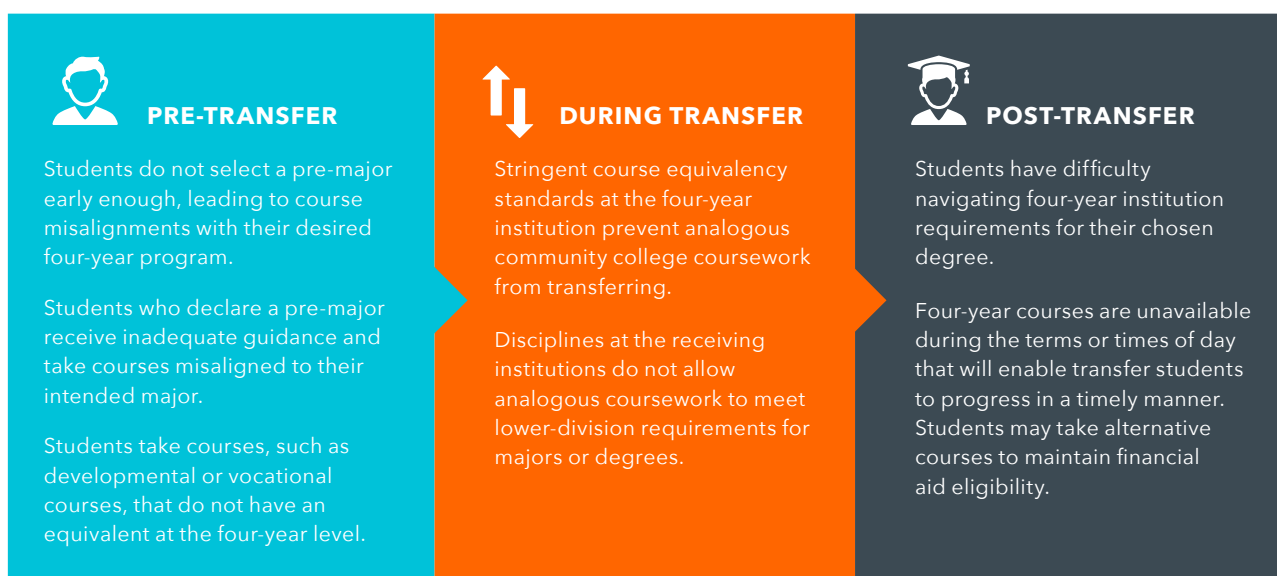 PRE-TRANSFER
Students do not select a pre-major
early enough, leading to course
misalignments with their desired
four-year program.
Students who declare a pre-major
receive inadequate guidance and
take courses misaligned to their
intended major.
Students take courses, such as
developmental or vocational
courses, that do not have an
equivalent at the four-year level.
DURING TRANSFER
Stringent course equivalency
standards at the four-year
institution prevent analogous
community college coursework
from transferring.
Disciplines at the receiving
institutions do not allow
analogous coursework to meet
lower-division requirements for
majors or degrees.
POST-TRANSFER
Students have difficulty
navigating four-year institution
requirements for their chosen
degree.
Four-year courses are unavailable
during the terms or times of day
that will enable transfer students
to progress in a timely manner.
Students may take alternative
courses to maintain financial
aid eligibility.